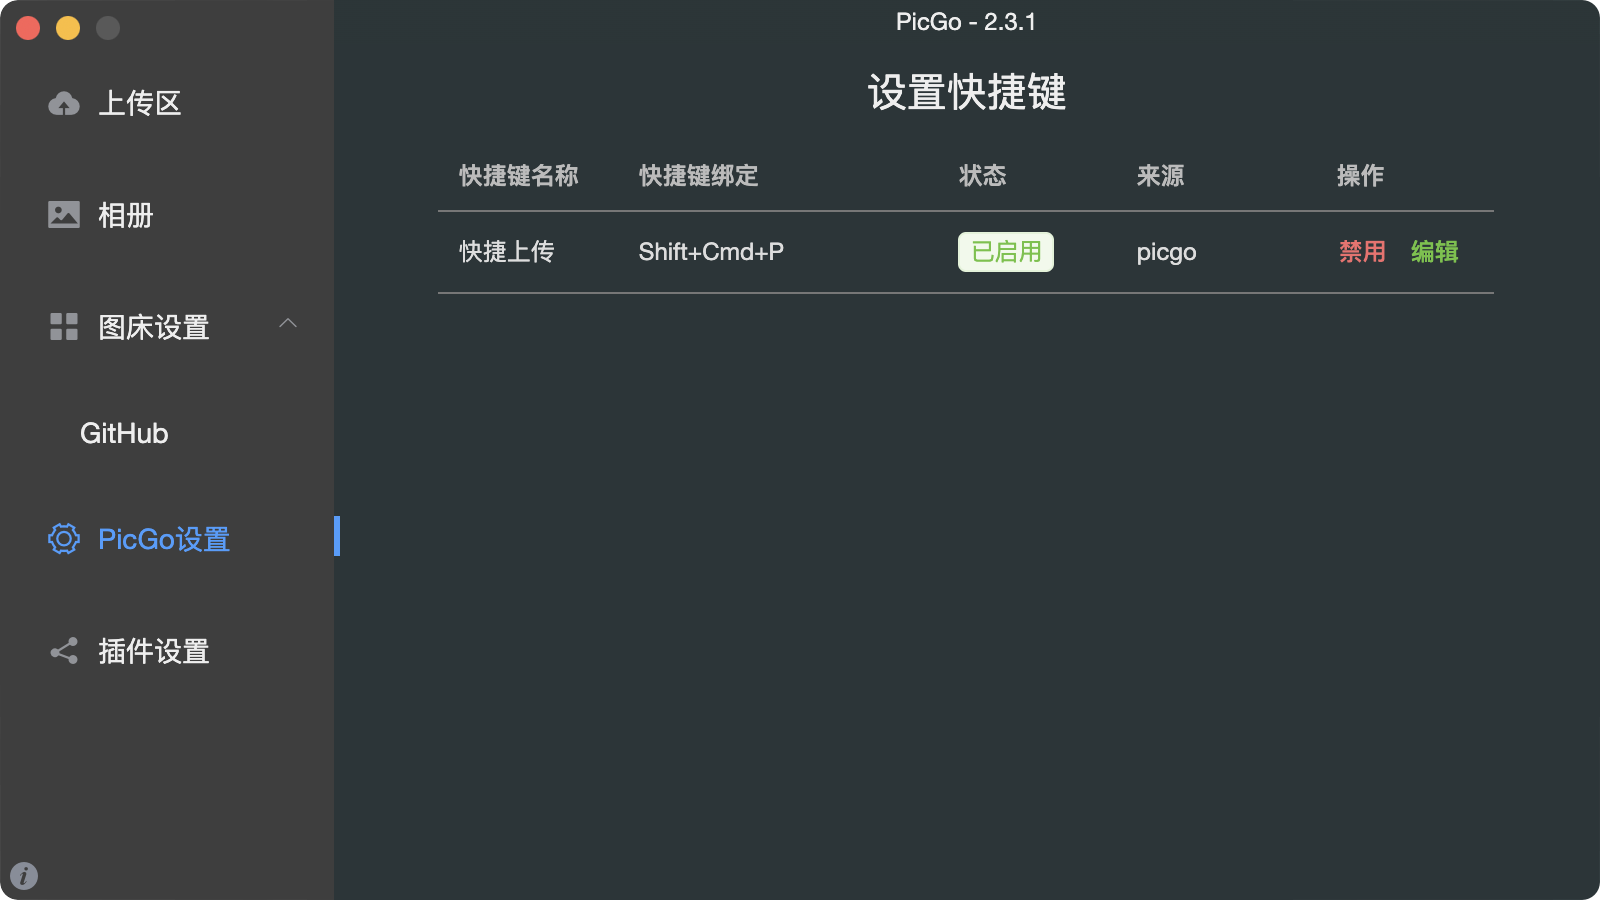 PicGo - 2.3.1
上传区
相册
图床设置
GitHub
PicGo设置
插件设置
设置快捷键
快捷键名称 快捷键绑定 状态 来源 操作
快捷上传 Shift+Cmd+P 已启用 picgo 禁用 编辑
i